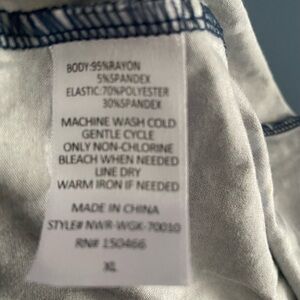 BODY:95%RAYON
5%SPANDEX
ELASTIC:70%POLYESTER
30%SPANDEX
MACHINE WASH COLD
GENTLE CYCLE
ONLY NON-CHLORINE
BLEACH WHEN NEEDED
LINE DRY
WARM IRON IF NEEDED
MADE IN CHINA
STYLE# NWR-WGK-70010
RN# 150466
XL